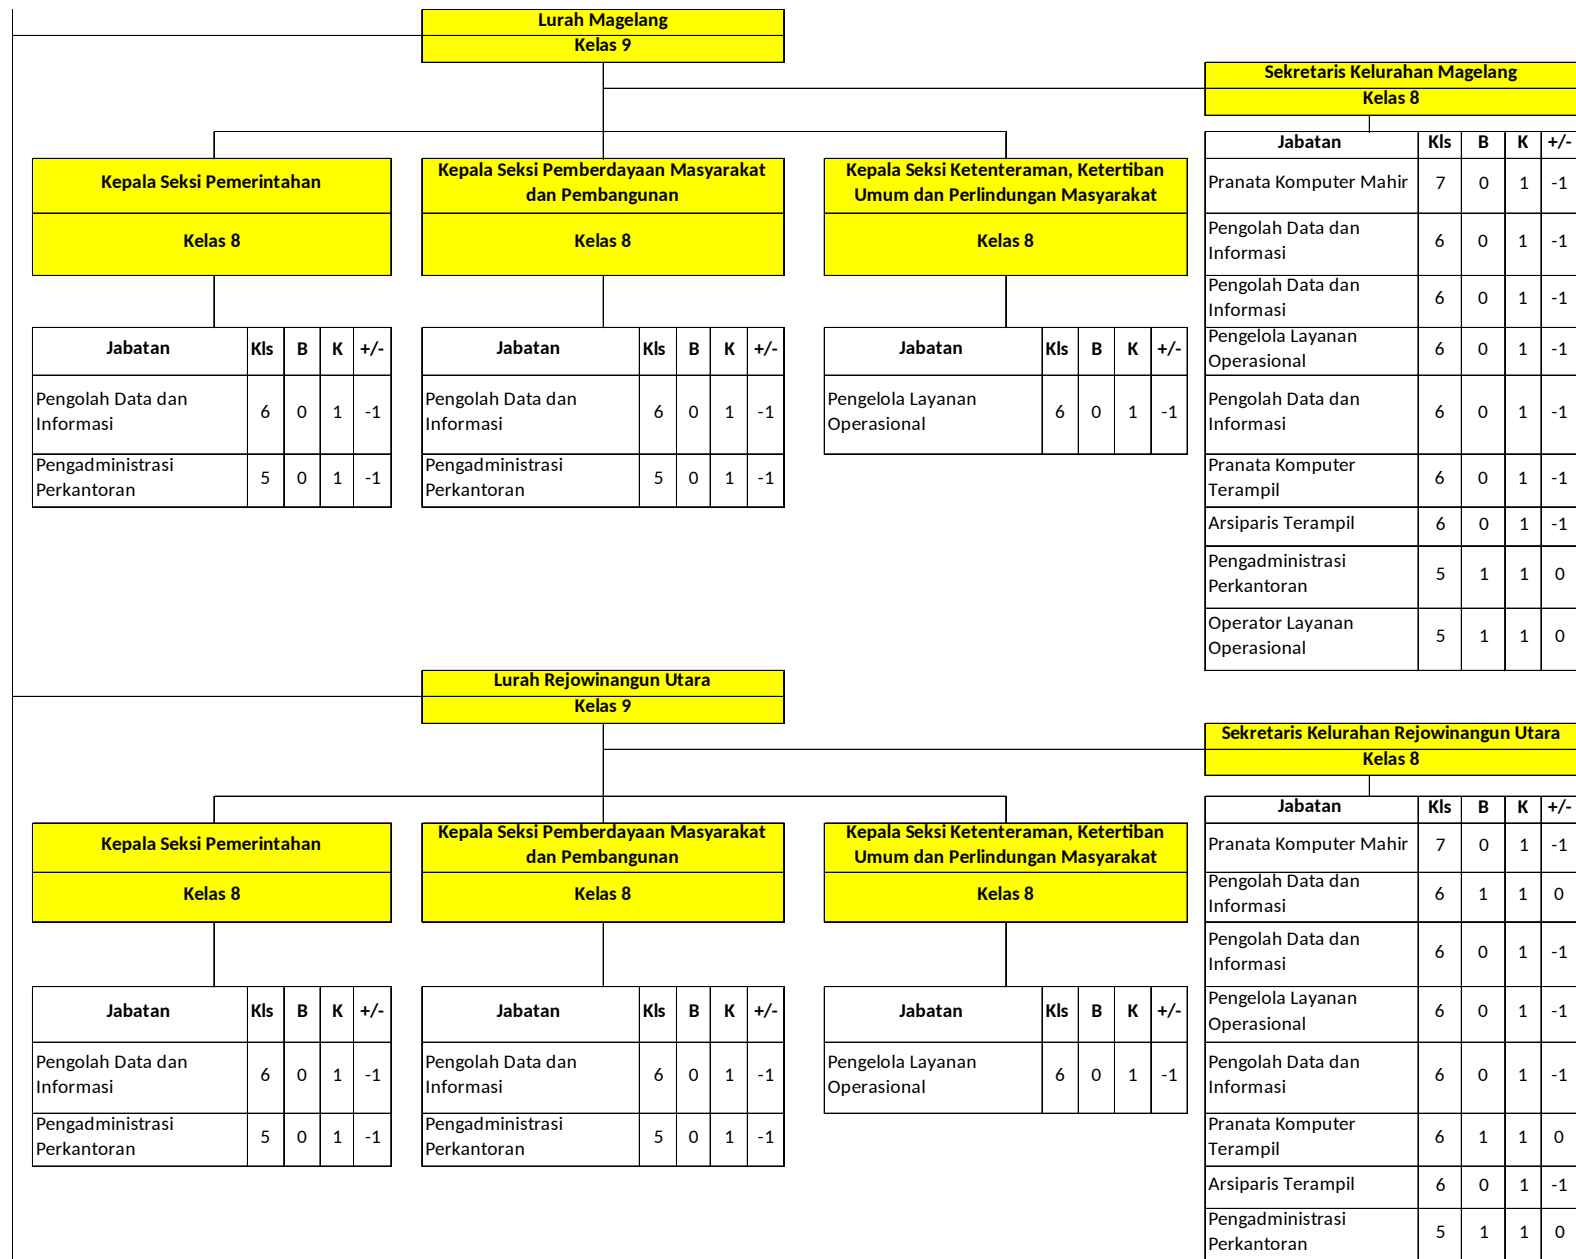 Lurah Magelang
Kelas 9
Sekretaris Kelurahan Magelang
Kelas 8
Kepala Seksi Pemerintahan
Kelas 8
Kepala Seksi Pemberdayaan Masyarakat
dan Pembangunan
Kelas 8
Kepala Seksi Ketenteraman, Ketertiban
Umum dan Perlindungan Masyarakat
Kelas 8
Jabatan Kls B K +/-
Pengolah Data dan
Informasi 6 0 1 -1
Pengadministrasi
Perkantoran 5 0 1 -1
Jabatan Kls B K +/-
Pengolah Data dan
Informasi 6 0 1 -1
Pengadministrasi
Perkantoran 5 0 1 -1
Jabatan Kls B K +/-
Pengelola Layanan
Operasional 6 0 1 -1
Jabatan Kls B K +/-
Pranata Komputer Mahir 7 0 1 -1
Pengolah Data dan
Informasi 6 0 1 -1
Pengolah Data dan
Informasi 6 0 1 -1
Pengelola Layanan
Operasional 6 0 1 -1
Pengolah Data dan
Informasi 6 0 1 -1
Pranata Komputer
Terampil 6 0 1 -1
Arsiparis Terampil 6 0 1 -1
Pengadministrasi
Perkantoran 5 1 1 0
Operator Layanan
Operasional 5 1 1 0
Lurah Rejowinangun Utara
Kelas 9
Sekretaris Kelurahan Rejowinangun Utara
Kelas 8
Kepala Seksi Pemerintahan
Kelas 8
Kepala Seksi Pemberdayaan Masyarakat
dan Pembangunan
Kelas 8
Kepala Seksi Ketenteraman, Ketertiban
Umum dan Perlindungan Masyarakat
Kelas 8
Jabatan Kls B K +/-
Pengolah Data dan
Informasi 6 0 1 -1
Pengadministrasi
Perkantoran 5 0 1 -1
Jabatan Kls B K +/-
Pengolah Data dan
Informasi 6 0 1 -1
Pengadministrasi
Perkantoran 5 0 1 -1
Jabatan Kls B K +/-
Pengelola Layanan
Operasional 6 0 1 -1
Jabatan Kls B K +/-
Pranata Komputer Mahir 7 0 1 -1
Pengolah Data dan
Informasi 6 1 1 0
Pengolah Data dan
Informasi 6 0 1 -1
Pengelola Layanan
Operasional 6 0 1 -1
Pengolah Data dan
Informasi 6 0 1 -1
Pranata Komputer
Terampil 6 1 1 0
Arsiparis Terampil 6 0 1 -1
Pengadministrasi
Perkantoran 5 1 1 0